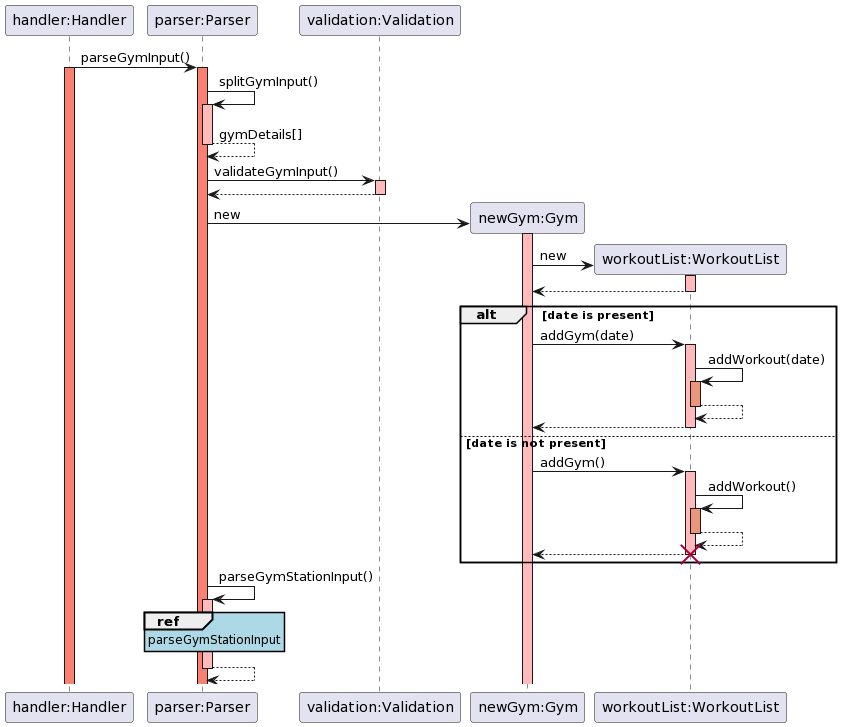 handler:Handler
parser:Parser
validation:Validation
parseGymInput()
splitGymInput()
gymDetails[]
validateGymInput()
new
newGym:Gym
new
workoutList:WorkoutList
alt
[date is present]
addGym(date)
addWorkout(date)
[date is not present]
addGym()
addWorkout()
parseGymStationInput()
ref
parseGymStationInput
handler:Handler
parser:Parser
validation:Validation
newGym:Gym
workoutList:WorkoutList